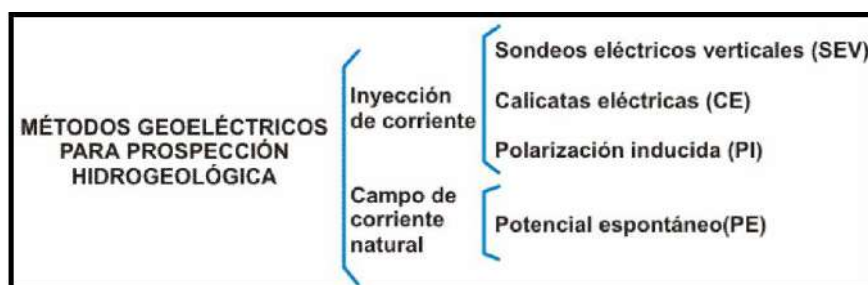 MÉTODOS GEOELÉCTRICOS
PARA PROSPECCIÓN
HIDROGEOLÓGICA
Inyección
de corriente
Sondeos eléctricos verticales (SEV)
Calicatas eléctricas (CE)
Polarización inducida (PI)
Campo de
corriente
natural
Potencial espontáneo(PE)